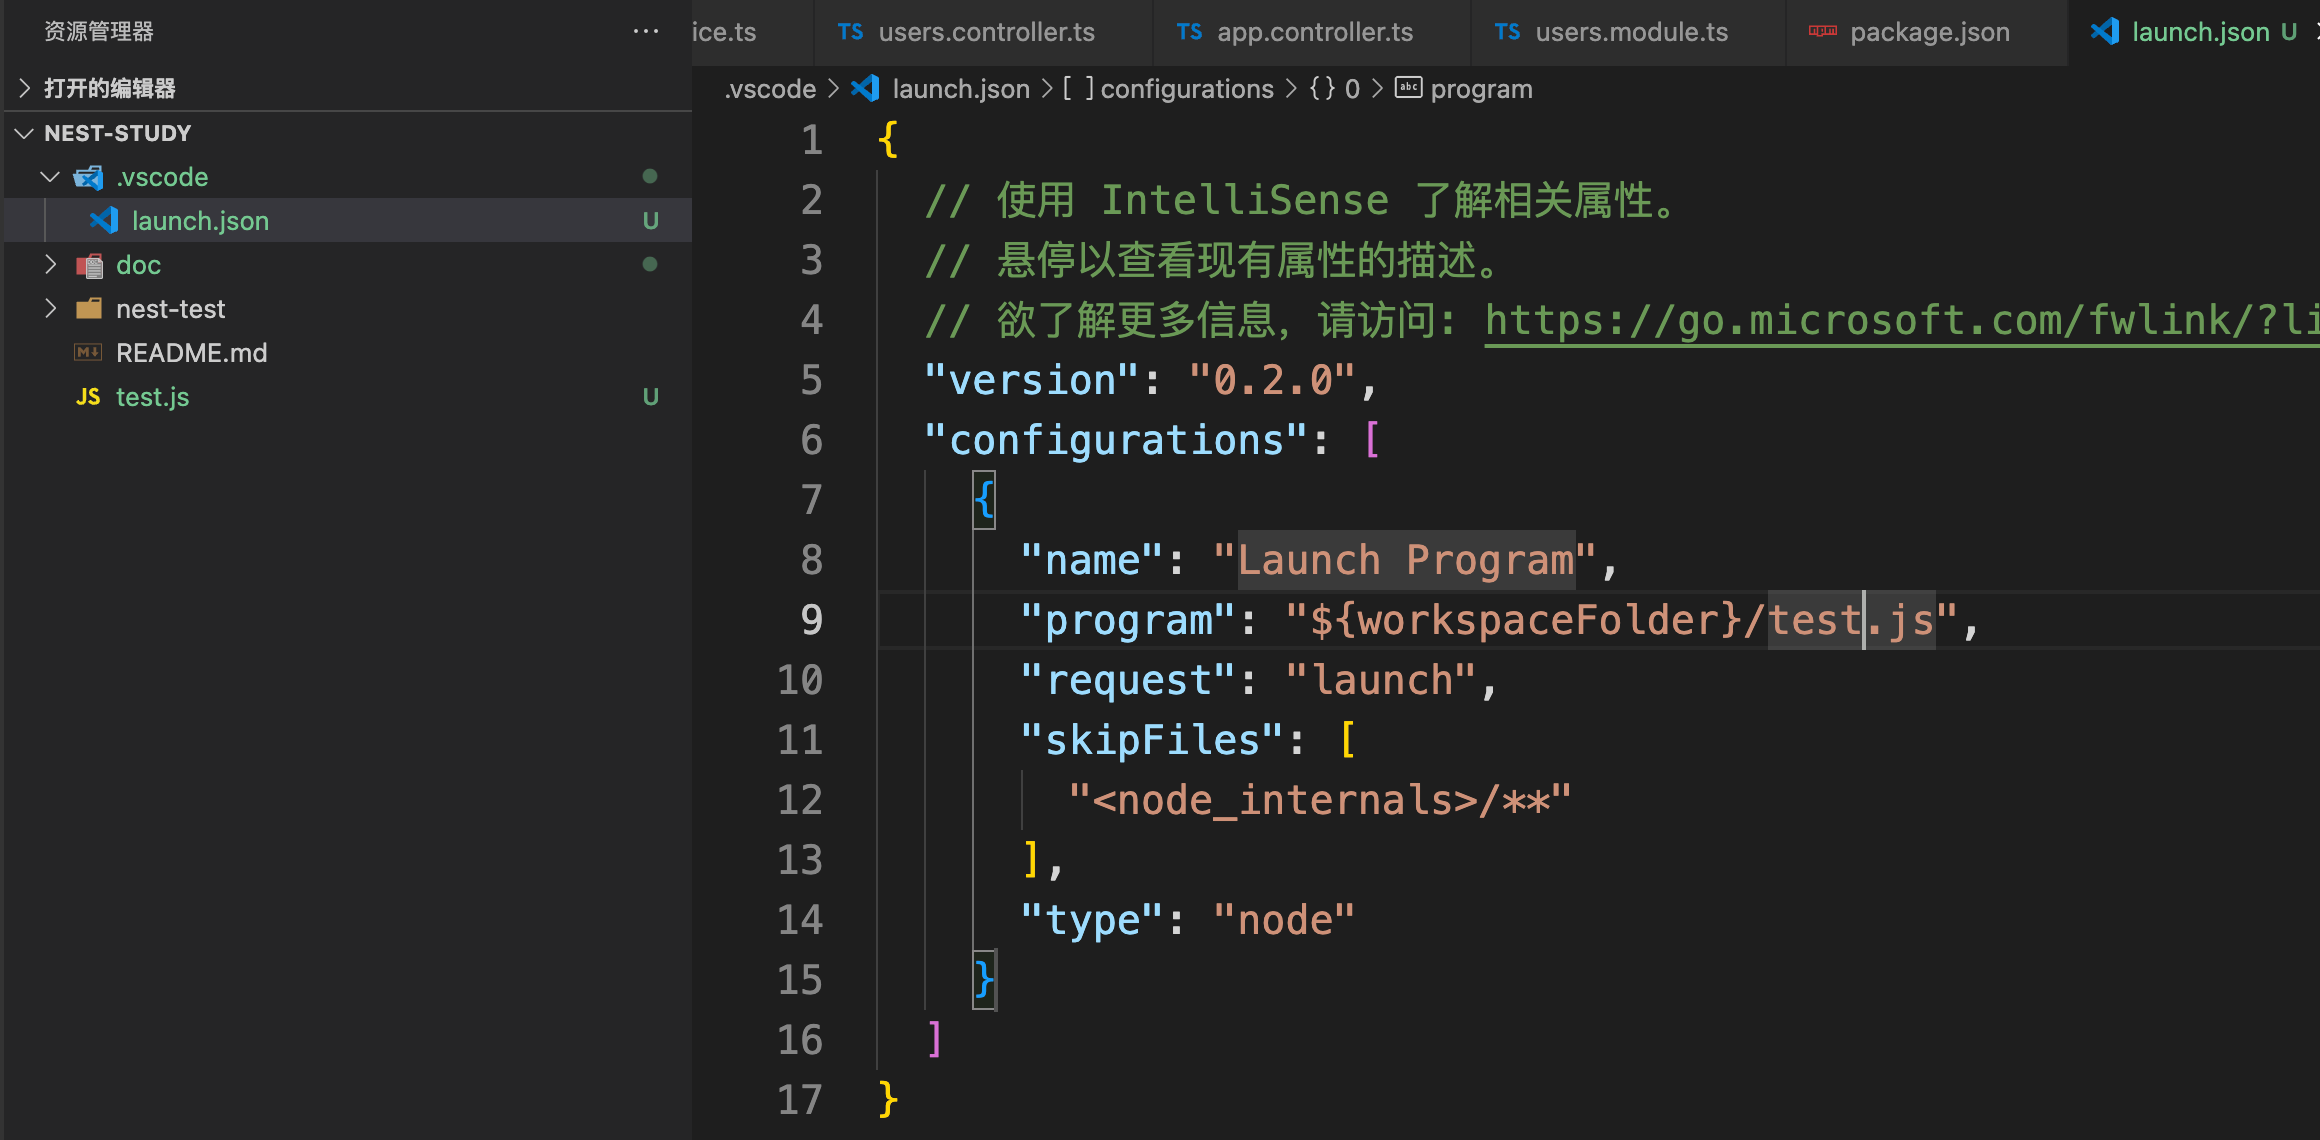 资源管理器
打开的编辑器
NEST-STUDY
.vscode
launch.json U
doc
nest-test
README.md
JS test.js U
ice.ts
TS users.controller.ts
TS app.controller.ts
TS users.module.ts
package.json
launch.json U
.vscode > launch.json > [ ] configurations > {} 0 > abc program
1 {
2 // 使用 IntelliSense 了解相关属性。
3 // 悬停以查看现有属性的描述。
4 // 欲了解更多信息，请访问: https://go.microsoft.com/fwlink/?li
5 "version": "0.2.0",
6 "configurations": [
7 {
8 "name": "Launch Program",
9 "program": "${workspaceFolder}/test.js",
10 "request": "launch",
11 "skipFiles": [
12 "<node_internals>/**"
13 ],
14 "type": "node"
15 }
16 ]
17 }